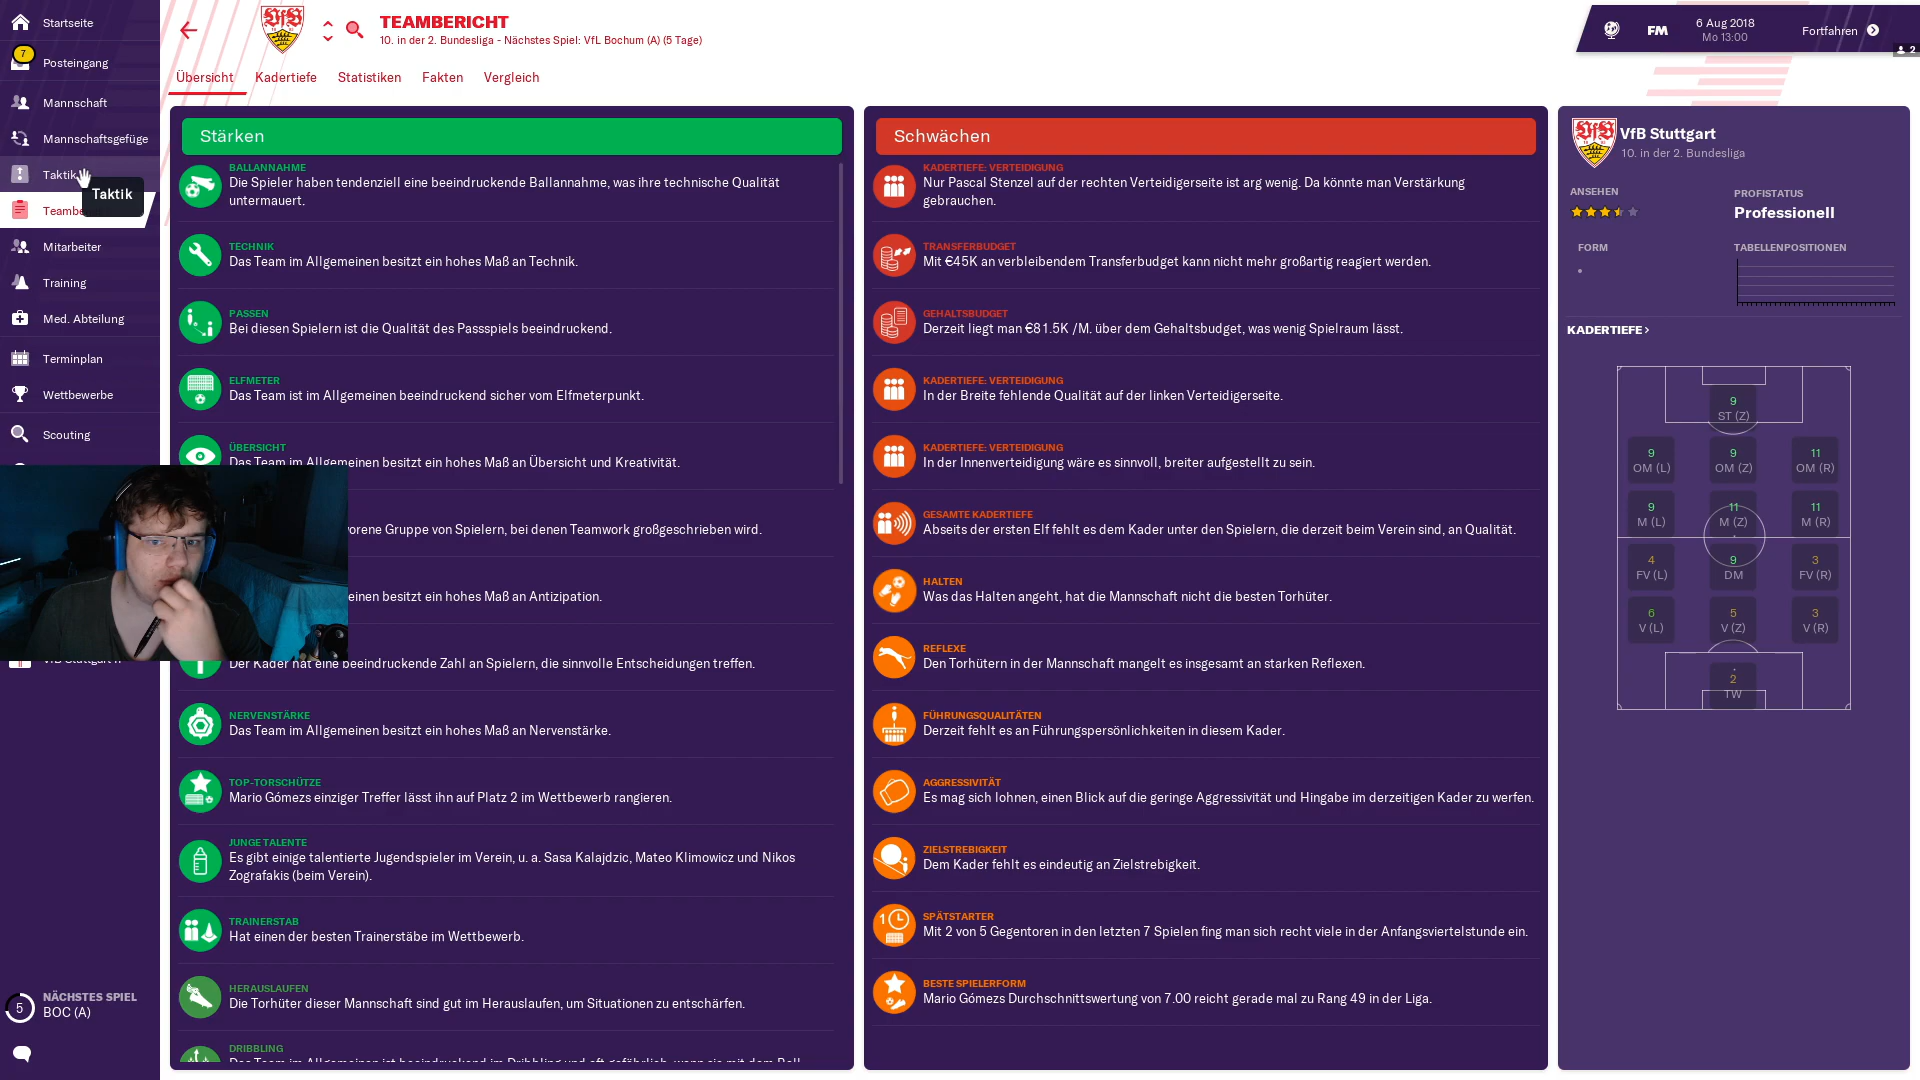 Startseite
7
Posteingang
Mannschaft
Mannschaftsgefüge
Taktik
Taktik
Mitarbeiter
Training
Med. Abteilung
Terminplan
Wettbewerbe
Scouting
NÄCHSTES SPIEL
5
BOC (A)
TEAMBERICHT
10. in der 2. Bundesliga - Nächstes Spiel: VfL Bochum (A) (5 Tage)
FM
6 Aug 2018
Mo 13:00
Fortfahren
2
Übersicht
Kadertiefe
Statistiken
Fakten
Vergleich
Stärken
BALLANNAHME
Die Spieler haben tendenziell eine beeindruckende Ballannahme, was ihre technische Qualität
untermauert.
TECHNIK
Das Team im Allgemeinen besitzt ein hohes Maß an Technik.
PASSEN
Bei diesen Spielern ist die Qualität des Passspiels beeindruckend.
ELFMETER
Das Team ist im Allgemeinen beeindruckend sicher vom Elfmeterpunkt.
ÜBERSICHT
Das Team im Allgemeinen besitzt ein hohes Maß an Übersicht und Kreativität.
Gruppe von Spielern, bei denen Teamwork großgeschrieben wird.
besitzt ein hohes Maß an Antizipation.
Der Kader hat eine beeindruckende Zahl an Spielern, die sinnvolle Entscheidungen treffen.
NERVENSTÄRKE
Das Team im Allgemeinen besitzt ein hohes Maß an Nervenstärke.
TOP-TORSCHÜTZE
Mario Gómezs einziger Treffer lässt ihn auf Platz 2 im Wettbewerb rangieren.
JUNGE TALENTE
Es gibt einige talentierte Jugendspieler im Verein, u. a. Sasa Kalajdzic, Mateo Klimowicz und Nikos
Zografakis (beim Verein).
TRAINERSTAB
Hat einen der besten Trainerstäbe im Wettbewerb.
HERAUSLAUFEN
Die Torhüter dieser Mannschaft sind gut im Herauslaufen, um Situationen zu entschärfen.
DRIBBLING
Schwächen
KADERTIEFE: VERTEIDIGUNG
Nur Pascal Stenzel auf der rechten Verteidigerseite ist arg wenig. Da könnte man Verstärkung
gebrauchen.
TRANSFERBUDGET
Mit €45K an verbleibendem Transferbudget kann nicht mehr großartig reagiert werden.
GEHALTSBUDGET
Derzeit liegt man €81.5K /M. über dem Gehaltsbudget, was wenig Spielraum lässt.
KADERTIEFE: VERTEIDIGUNG
In der Breite fehlende Qualität auf der linken Verteidigerseite.
KADERTIEFE: VERTEIDIGUNG
In der Innenverteidigung wäre es sinnvoll, breiter aufgestellt zu sein.
GESAMTE KADERTIEFE
Abseits der ersten Elf fehlt es dem Kader unter den Spielern, die derzeit beim Verein sind, an Qualität.
HALTEN
Was das Halten angeht, hat die Mannschaft nicht die besten Torhüter.
REFLEXE
Den Torhütern in der Mannschaft mangelt es insgesamt an starken Reflexen.
FÜHRUNGSQUALITÄTEN
Derzeit fehlt es an Führungspersönlichkeiten in diesem Kader.
AGGRESSIVITÄT
Es mag sich lohnen, einen Blick auf die geringe Aggressivität und Hingabe im derzeitigen Kader zu werfen.
ZIELSTREBIGKEIT
Dem Kader fehlt es eindeutig an Zielstrebigkeit.
SPÄTSTARTER
Mit 2 von 5 Gegentoren in den letzten 7 Spielen fing man sich recht viele in der Anfangsviertelstunde ein.
BESTE SPIELERFORM
Mario Gómezs Durchschnittswertung von 7.00 reicht gerade mal zu Rang 49 in der Liga.
VfB Stuttgart
10. in der 2. Bundesliga
ANSEHEN
PROFISTATUS
Professionell
FORM
TABELLENPOSITIONEN
KADERTIEFE >
9
ST (Z)
9 9 11
OM (L) OM (Z) OM (R)
9 11 11
M (L) M (Z) M (R)
4 9 3
FV (L) DM FV (R)
6 5 3
V (L) V (Z) V (R)
2
TW